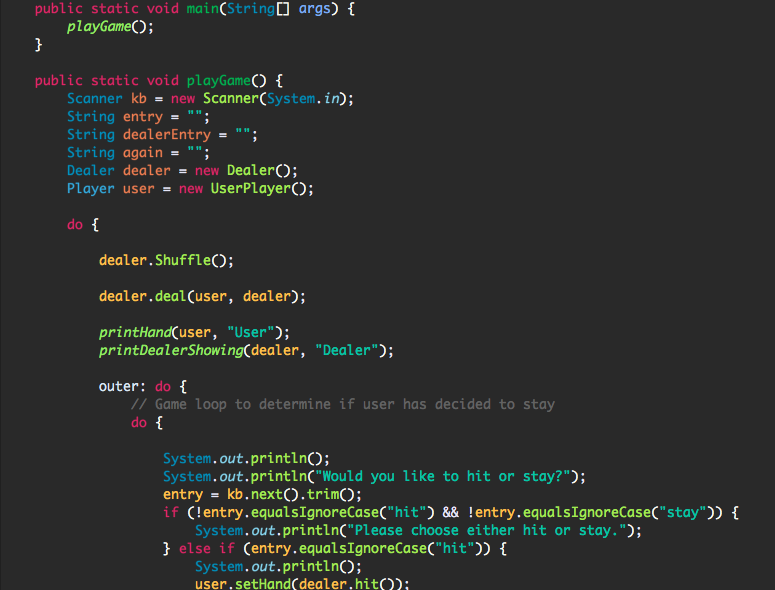 public static void main(String[] args) {
playGame();
}
public static void playGame() {
Scanner kb = new Scanner(System.in);
String entry = "";
String dealerEntry = "";
String again = "";
Dealer dealer = new Dealer();
Player user = new UserPlayer();
do {
dealer.Shuffle();
dealer.deal(user, dealer);
printHand(user, "User");
printDealerShowing(dealer, "Dealer");
outer: do {
// Game loop to determine if user has decided to stay
do {
System.out.println();
System.out.println("Would you like to hit or stay?");
entry = kb.next().trim();
if (!entry.equalsIgnoreCase("hit") && !entry.equalsIgnoreCase("stay")) {
System.out.println("Please choose either hit or stay.");
} else if (entry.equalsIgnoreCase("hit")) {
System.out.println();
user.setHand(dealer.hit());